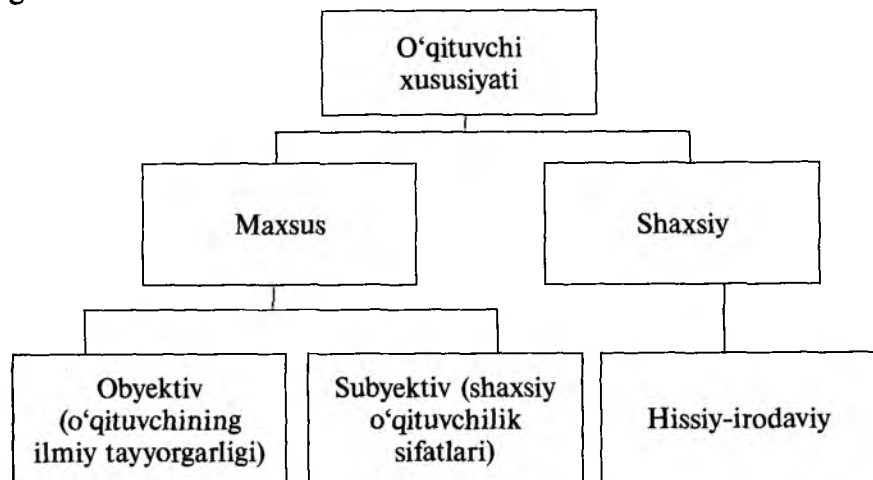 O‘qituvchi
xususiyati
Maxsus
Shaxsiy
Obyektiv
(o‘qituvchining
ilmiy tayyorgarligi)
Subyektiv (shaxsiy
o‘qituvchilik
sifatlari)
Hissiy-irodaviy